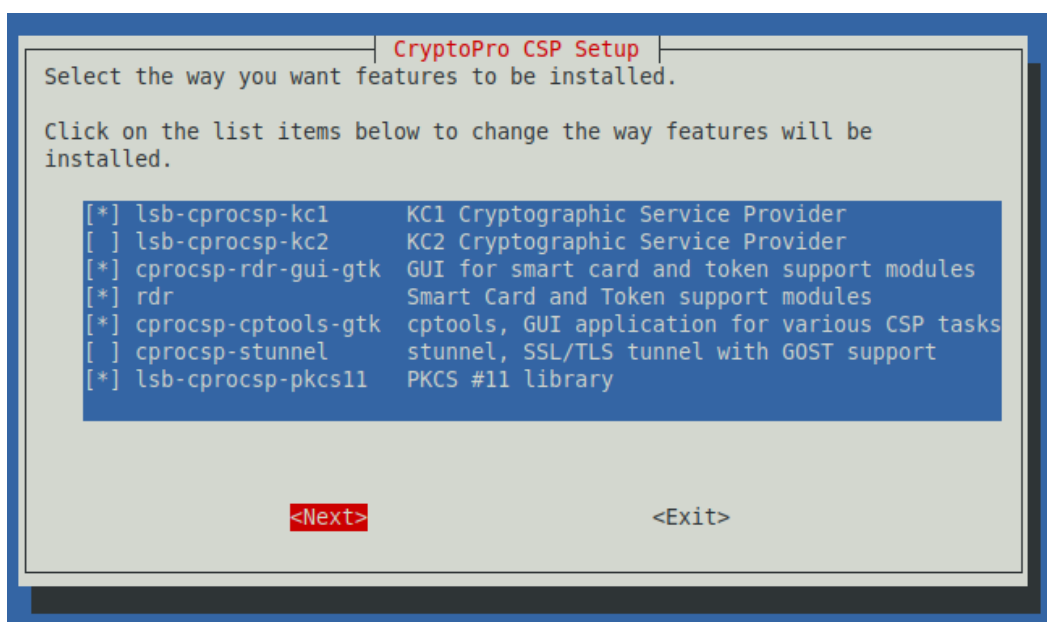 CryptoPro CSP Setup
Select the way you want features to be installed.
Click on the list items below to change the way features will be
installed.
[*] lsb-cprocsp-kc1 KC1 Cryptographic Service Provider
[ ] lsb-cprocsp-kc2 KC2 Cryptographic Service Provider
[*] cprocsp-rdr-gui-gtk GUI for smart card and token support modules
[*] rdr Smart Card and Token support modules
[*] cprocsp-cptools-gtk cptools, GUI application for various CSP tasks
[ ] cprocsp-stunnel stunnel, SSL/TLS tunnel with GOST support
[*] lsb-cprocsp-pkcs11 PKCS #11 library
<Next> <Exit>